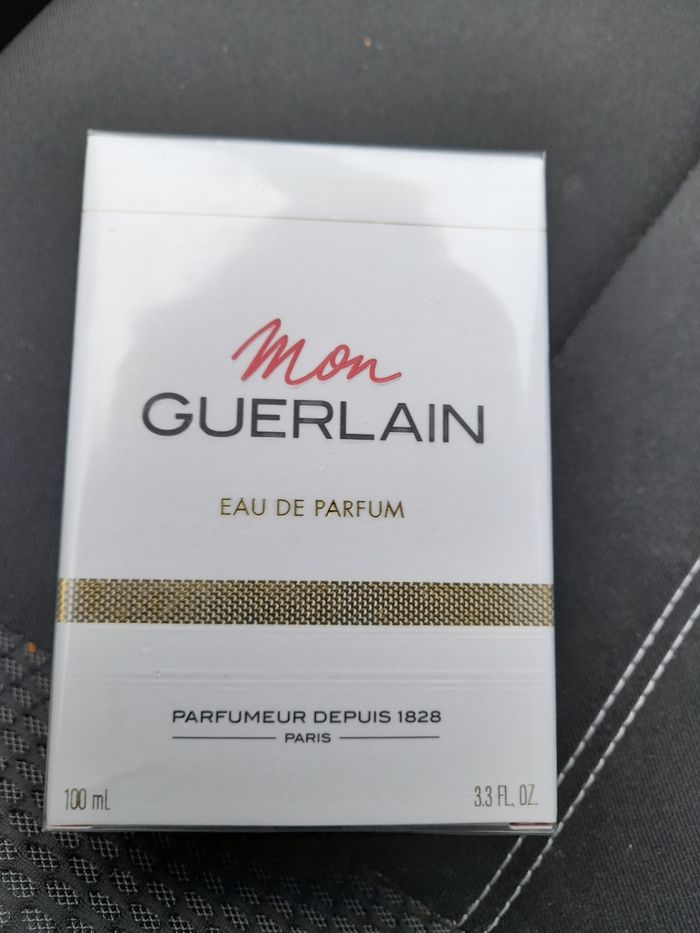 Mon
GUERLAIN
EAU DE PARFUM
PARFUMEUR DEPUIS 1828
PARIS
100 mL
3.3 FL. OZ.